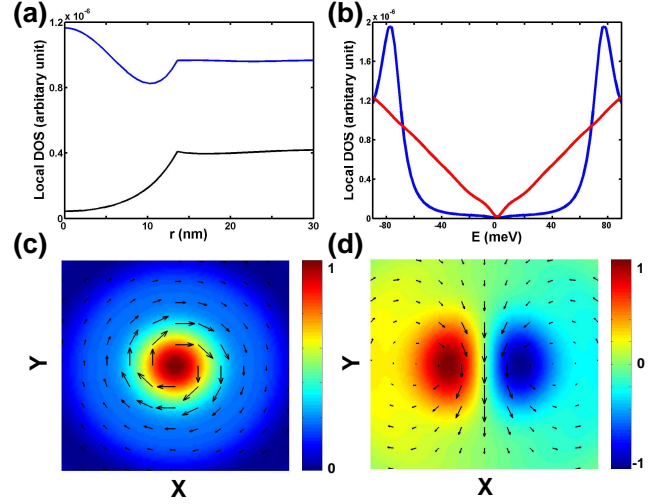 (a)
1.2 x 10⁻⁶
0.8
0.4
0
0 10 20 30
r (nm)
Local DOS (arbitary unit)
(b)
2 x 10⁻⁶
1.6
1.2
0.8
0.4
0
-80 -40 0 40 80
E (meV)
Local DOS (arbitary unit)
(c)
Y
X
1
0
(d)
Y
X
1
0
-1